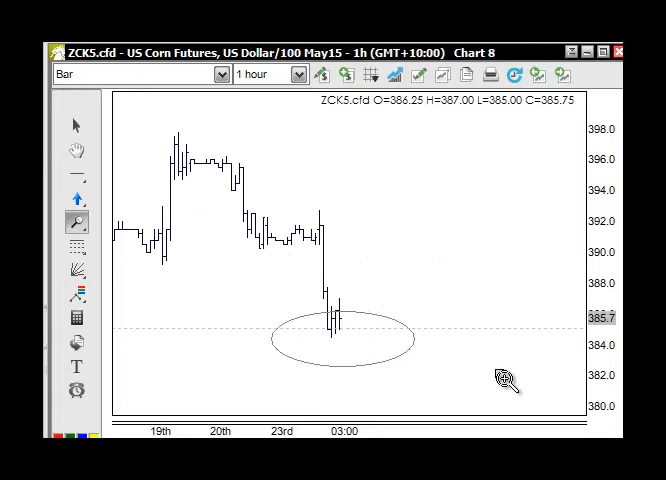 ZCK5.cfd - US Corn Futures, US Dollar/100 May15 - 1h (GMT+10:00) Chart 8
Bar 1 hour
ZCK5.cfd O=386.25 H=387.00 L=385.00 C=385.75
398.0
396.0
394.0
392.0
390.0
388.0
385.7
384.0
382.0
380.0
T
19th 20th 23rd 03:00